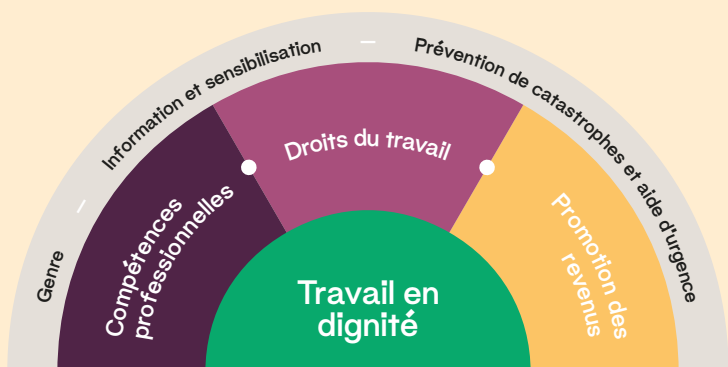 Genre
Information et sensibilisation
Prévention de catastrophes et aide d'urgence
Compétences
professionnelles
Droits du travail
Promotion des
revenus
Travail en
dignité